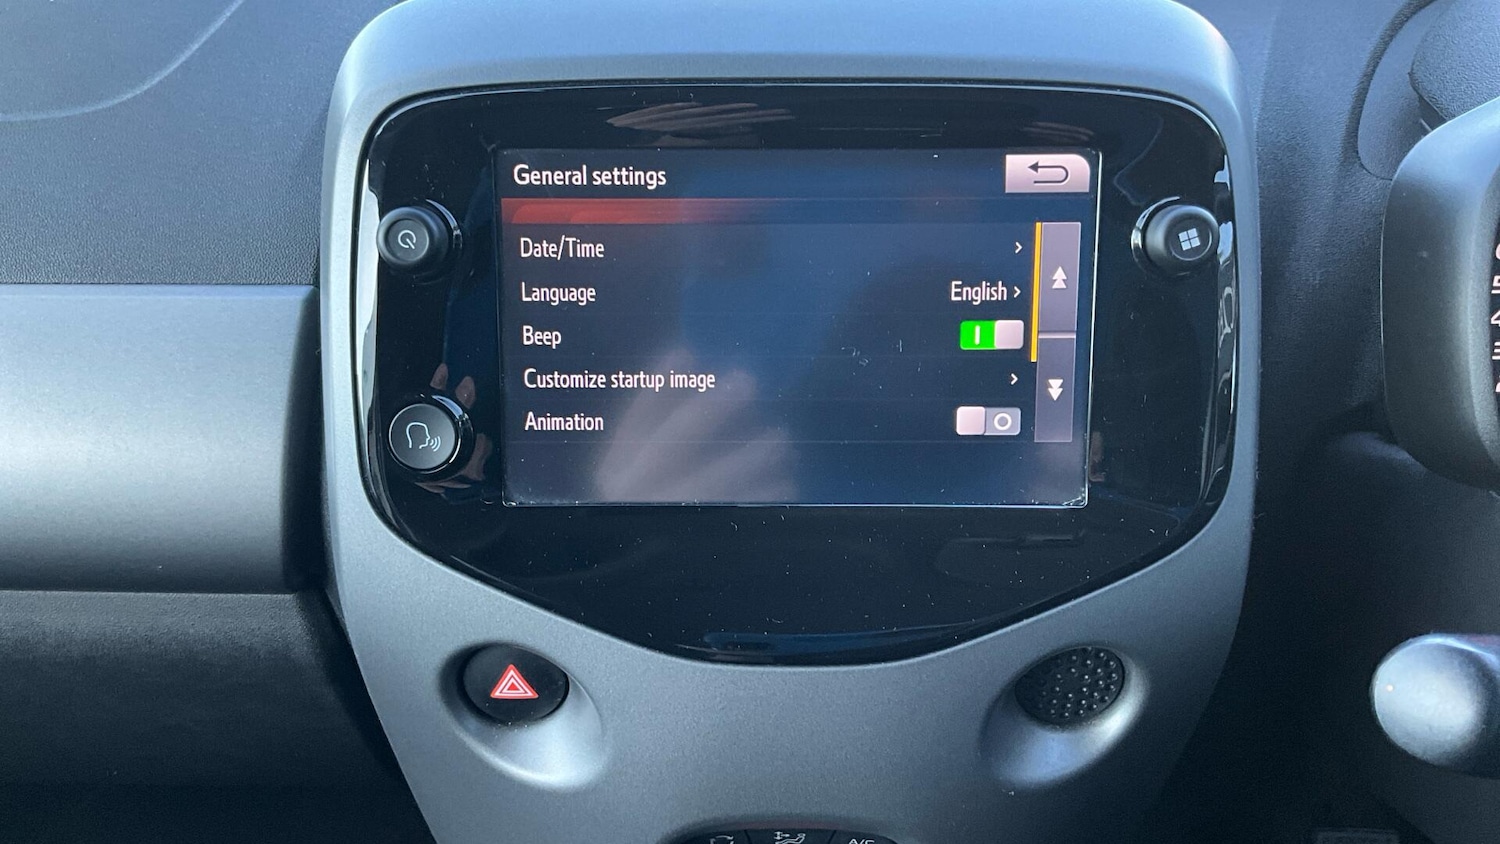 General settings
Date/Time
Language English
Beep
Customize startup image
Animation
A/C